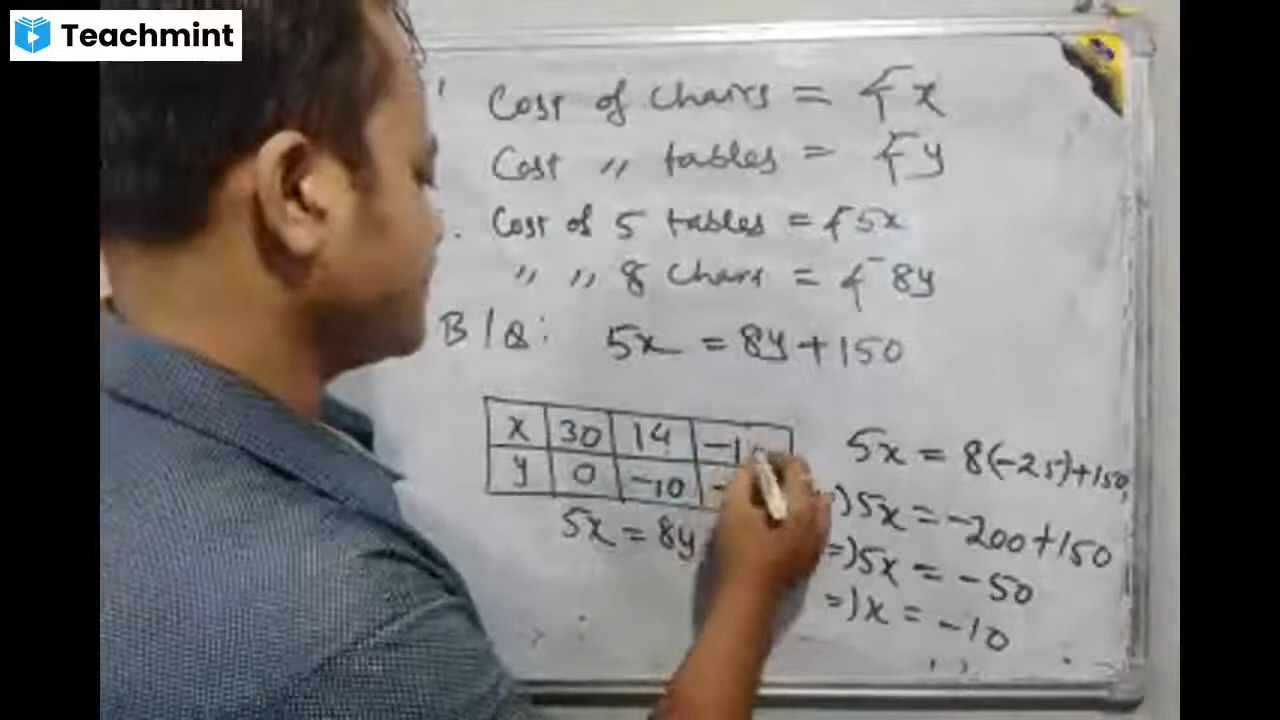 Teachmint
Cost of chairs = ₹ x
Cost ,, tables = ₹ y
Cost of 5 tables = ₹ 5x
,, ,, 8 chairs = ₹ 8y
B/Q: 5x = 8y + 150
x 30 14 -10
y 0 -10 -
5x = 8y
5x = 8(-25) + 150
=) 5x = -200 + 150
=) 5x = -50
=) x = -10